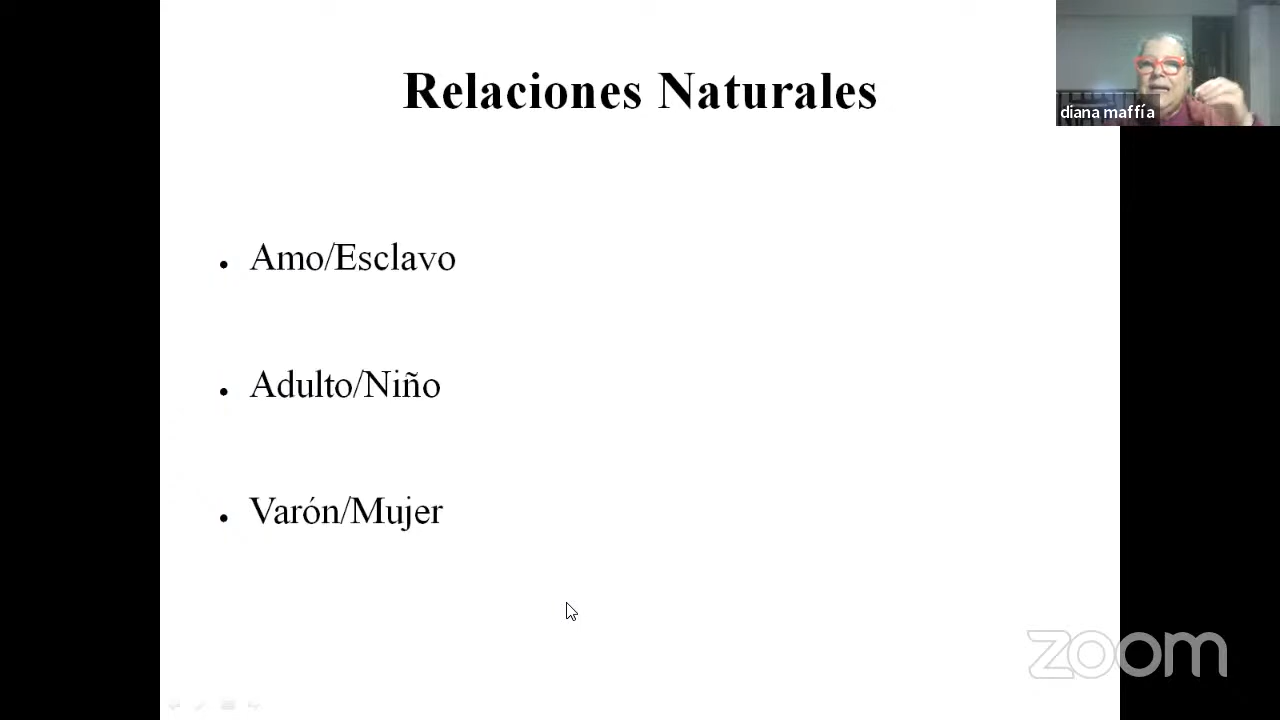 Relaciones Naturales
diana maffía
Amo/Esclavo
Adulto/Niño
Varón/Mujer
zoom